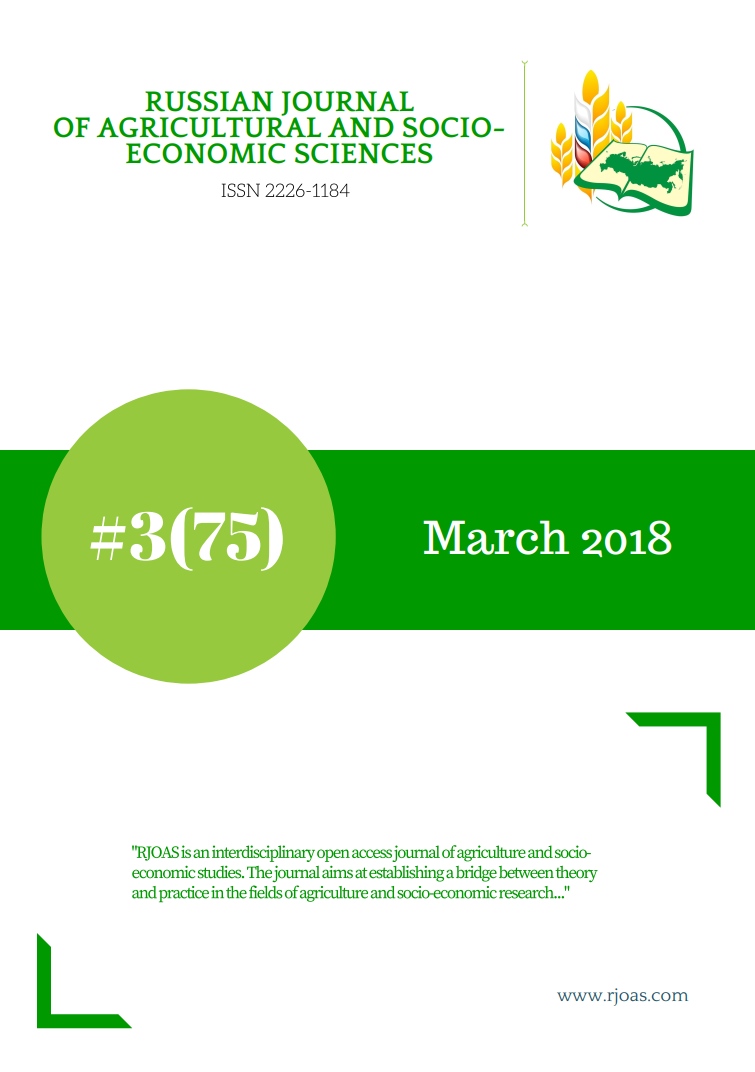 RUSSIAN JOURNAL
OF AGRICULTURAL AND SOCIO-
ECONOMIC SCIENCES
ISSN 2226-1184
#3(75)
March 2018
"RJOAS is an interdisciplinary open access journal of agriculture and socio-
economic studies. The journal aims at establishing a bridge between theory
and practice in the fields of agriculture and socio-economic research..."
www.rjoas.com